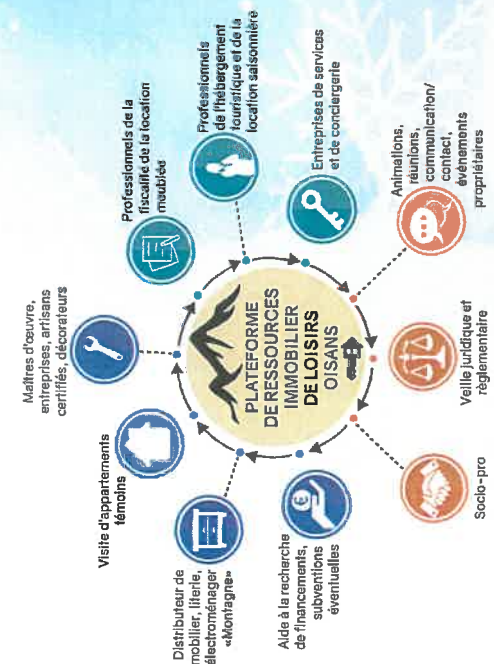 PLATEFORME
DE RESSOURCES
IMMOBILIER
DE LOISIRS
OISANS
Maîtres d'œuvre,
entreprises, artisans
certifiés, décorateurs
Professionnels de la
fiscalité de la location
meublée
Professionnels
de l'hébergement
touristique et de la
location saisonnière
Entreprises de services
et de conciergerie
Animations,
réunions,
communication/
contact,
événements
propriétaires
Veille juridique et
règlementaire
Socio-pro
Aide à la recherche
de financements,
subventions
éventuelles
Distributeur de
mobilier, literie,
électroménager
«Montagne»
Visite d'appartements
témoins